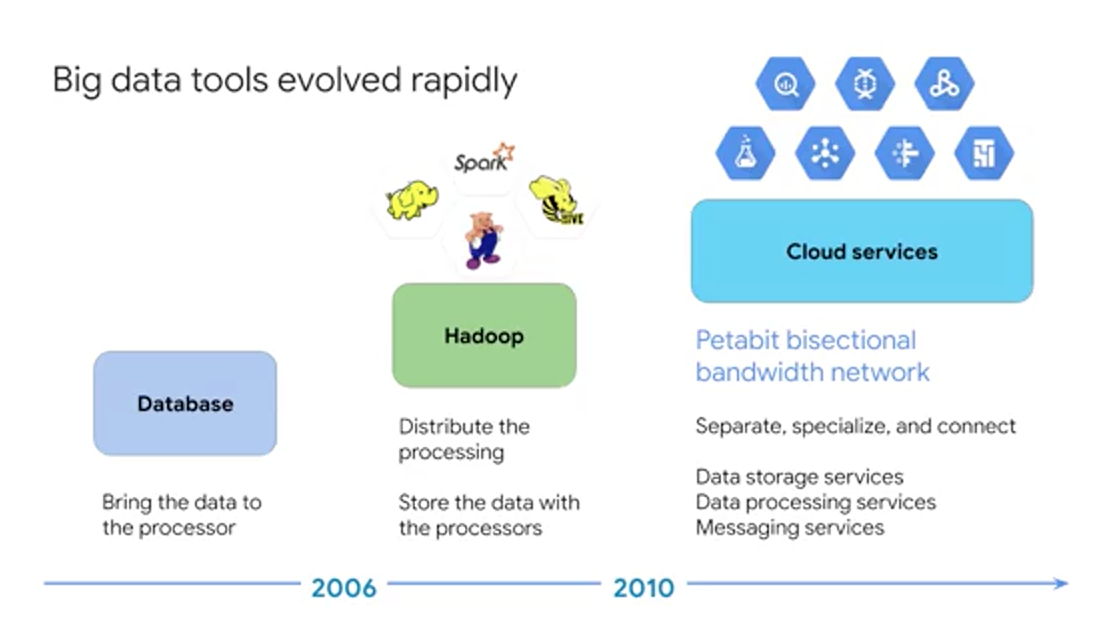 Big data tools evolved rapidly
Spark
HIVE
Cloud services
Hadoop
Database
Petabit bisectional
bandwidth network
Distribute the
processing
Separate, specialize, and connect
Store the data with
the processors
Data storage services
Data processing services
Messaging services
Bring the data to
the processor
2006
2010